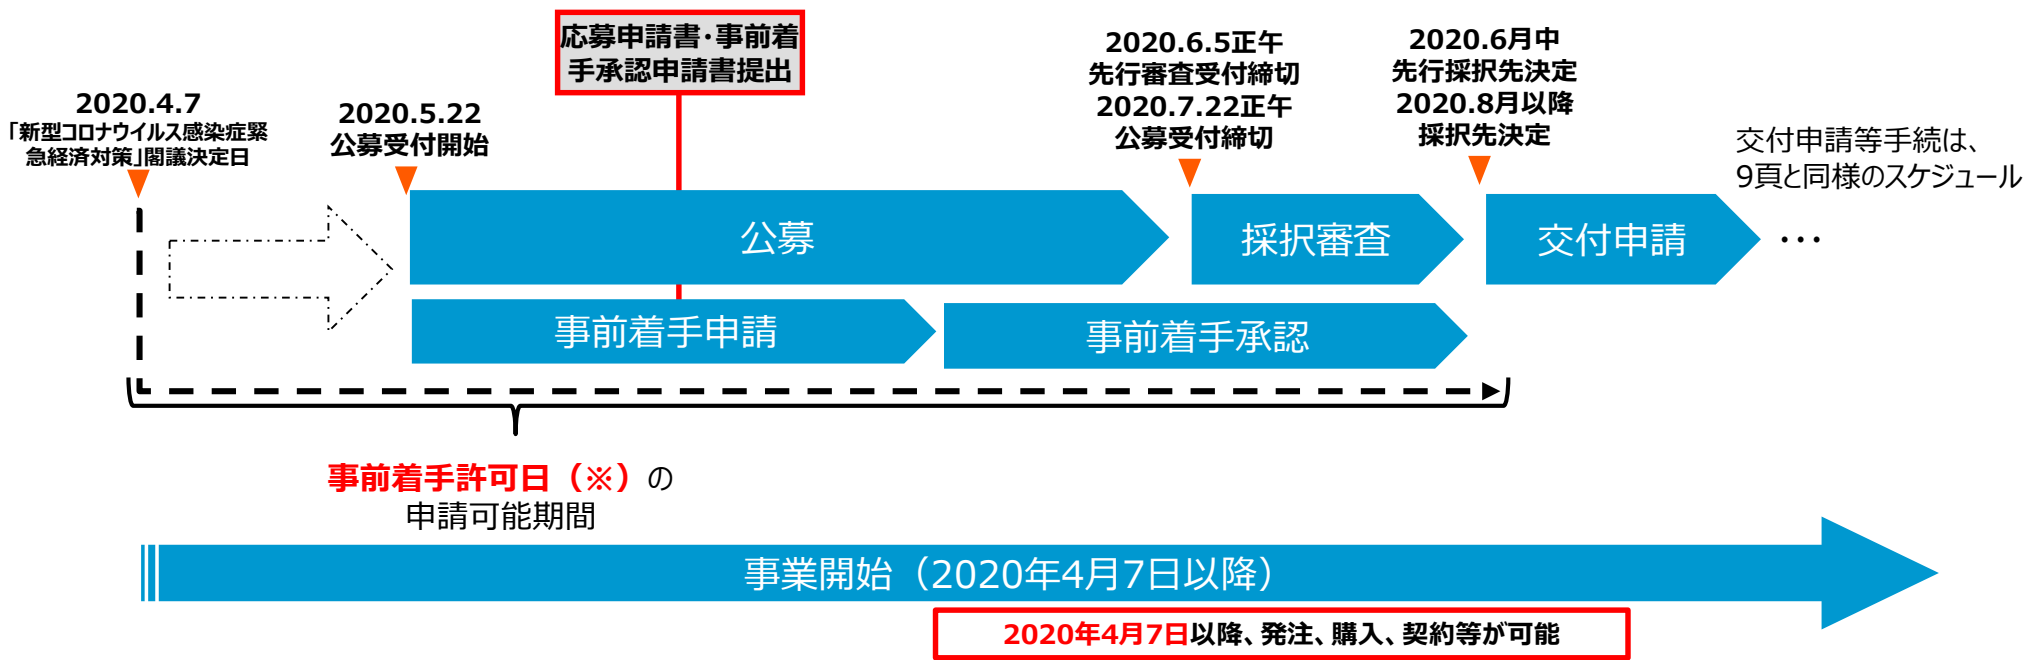 応募申請書・事前着
手承認申請書提出
2020.4.7
「新型コロナウイルス感染症緊
急経済対策」閣議決定日
2020.5.22
公募受付開始
2020.6.5正午
先行審査受付締切
2020.7.22正午
公募受付締切
2020.6月中
先行採択先決定
2020.8月以降
採択先決定
交付申請等手続は、
9頁と同様のスケジュール
公募
採択審査
交付申請
…
事前着手申請
事前着手承認
事前着手許可日（※）の
申請可能期間
事業開始（2020年4月7日以降）
2020年4月7日以降、発注、購入、契約等が可能